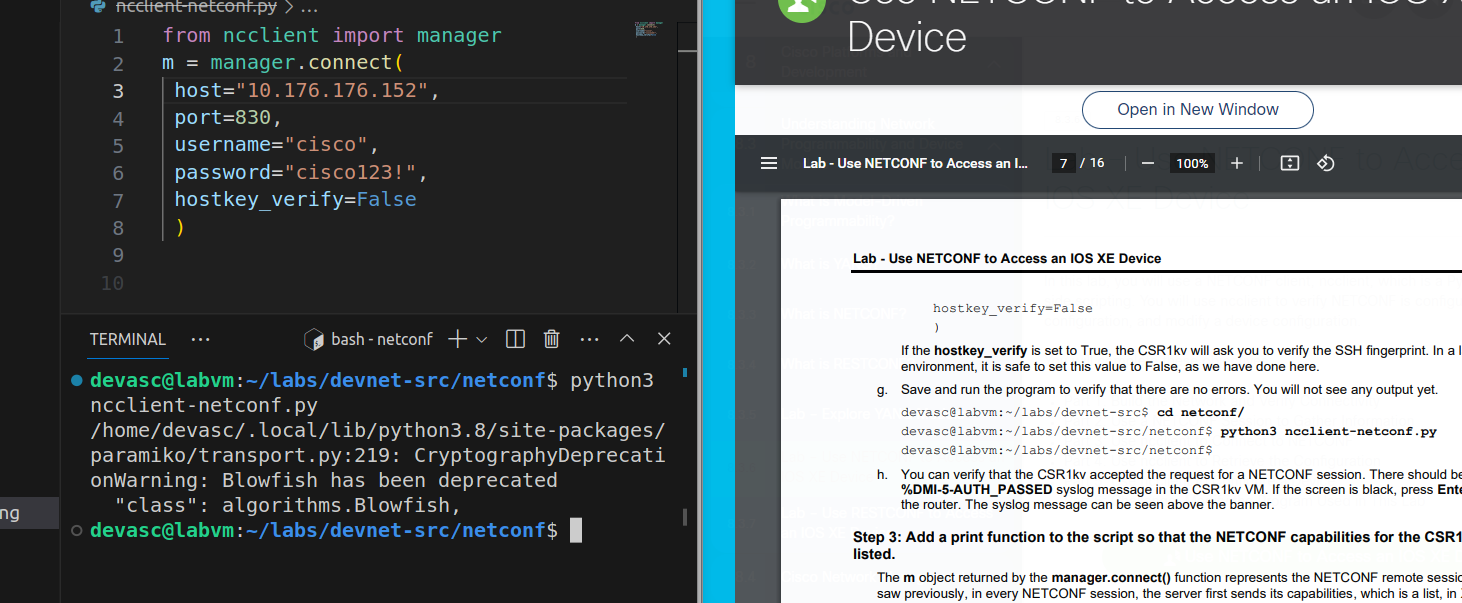 ncclient-netconf.py > ...
1 from ncclient import manager
2 m = manager.connect(
3 host="10.176.176.152",
4 port=830,
5 username="cisco",
6 password="cisco123!",
7 hostkey_verify=False
8 )
9
10
TERMINAL ... bash - netconf
devasc@labvm:~/labs/devnet-src/netconf$ python3
ncclient-netconf.py
/home/devasc/.local/lib/python3.8/site-packages/
paramiko/transport.py:219: CryptographyDeprecati
onWarning: Blowfish has been deprecated
"class": algorithms.Blowfish,
devasc@labvm:~/labs/devnet-src/netconf$
ng
Use NETCONF to Access an IOS X
Device
Open in New Window
Lab - Use NETCONF to Access an I... 7 / 16 100%
Lab - Use NETCONF to Access an IOS XE Device
hostkey_verify=False
)
If the hostkey_verify is set to True, the CSR1kv will ask you to verify the SSH fingerprint. In a l
environment, it is safe to set this value to False, as we have done here.
g. Save and run the program to verify that there are no errors. You will not see any output yet.
devasc@labvm:~/labs/devnet-src$ cd netconf/
devasc@labvm:~/labs/devnet-src/netconf$ python3 ncclient-netconf.py
devasc@labvm:~/labs/devnet-src/netconf$
h. You can verify that the CSR1kv accepted the request for a NETCONF session. There should be
%DMI-5-AUTH_PASSED syslog message in the CSR1kv VM. If the screen is black, press Ente
the router. The syslog message can be seen above the banner.
Step 3: Add a print function to the script so that the NETCONF capabilities for the CSR1
listed.
The m object returned by the manager.connect() function represents the NETCONF remote sessio
saw previously, in every NETCONF session, the server first sends its capabilities, which is a list, in